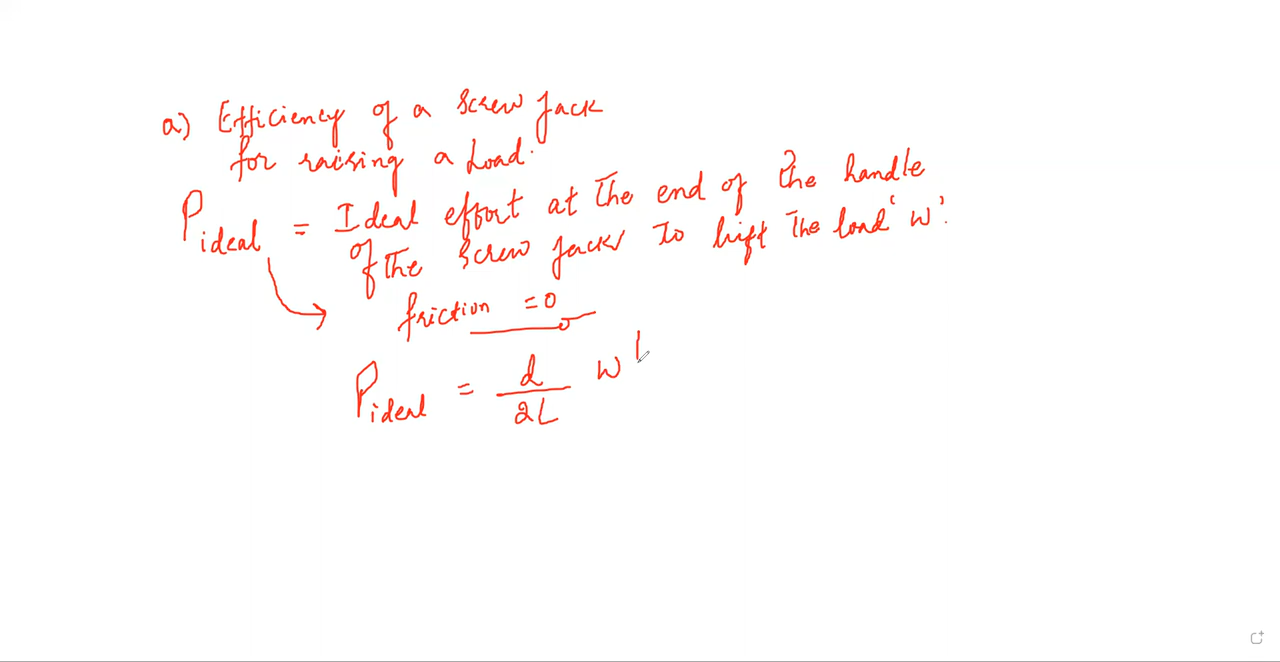 a) Efficiency of a Screw Jack
for raising a Load.
P ideal = Ideal effort at The end of The handle
of The Screw Jack to lift The load 'W'.
friction = 0
P ideal = d/2L W